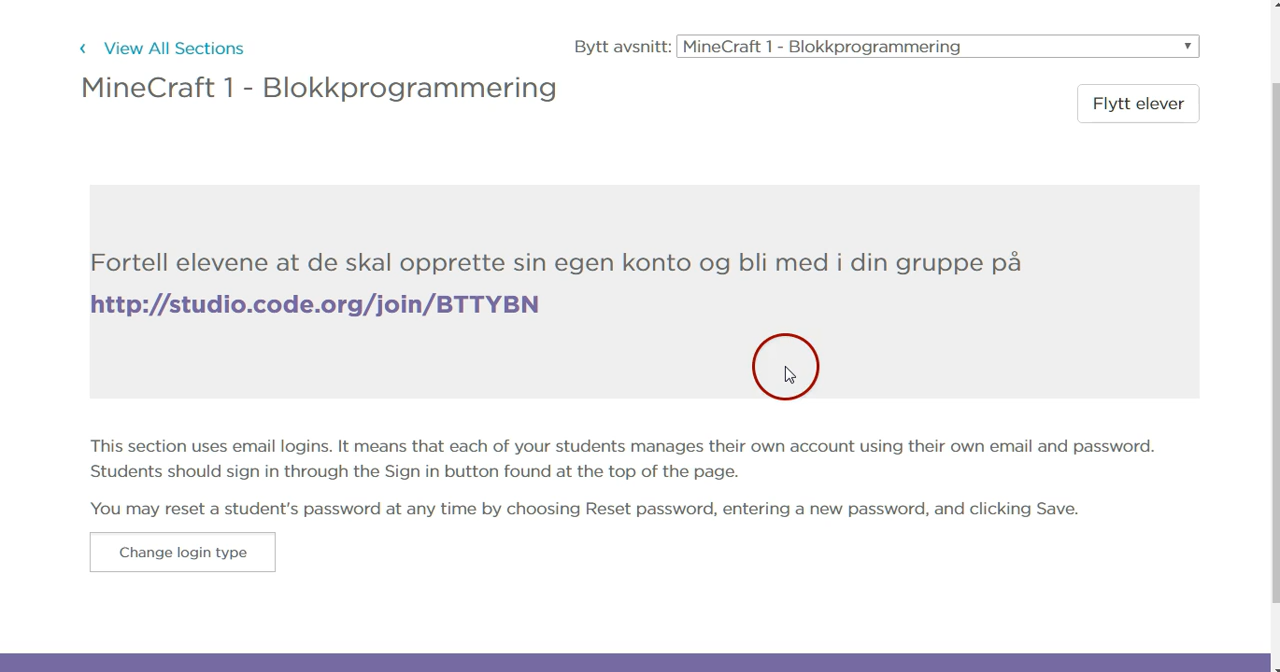 ‹ View All Sections
Bytt avsnitt: MineCraft 1 - Blokkprogrammering
MineCraft 1 - Blokkprogrammering
Flytt elever
Fortell elevene at de skal opprette sin egen konto og bli med i din gruppe på
http://studio.code.org/join/BTTYBN
This section uses email logins. It means that each of your students manages their own account using their own email and password.
Students should sign in through the Sign in button found at the top of the page.
You may reset a student's password at any time by choosing Reset password, entering a new password, and clicking Save.
Change login type